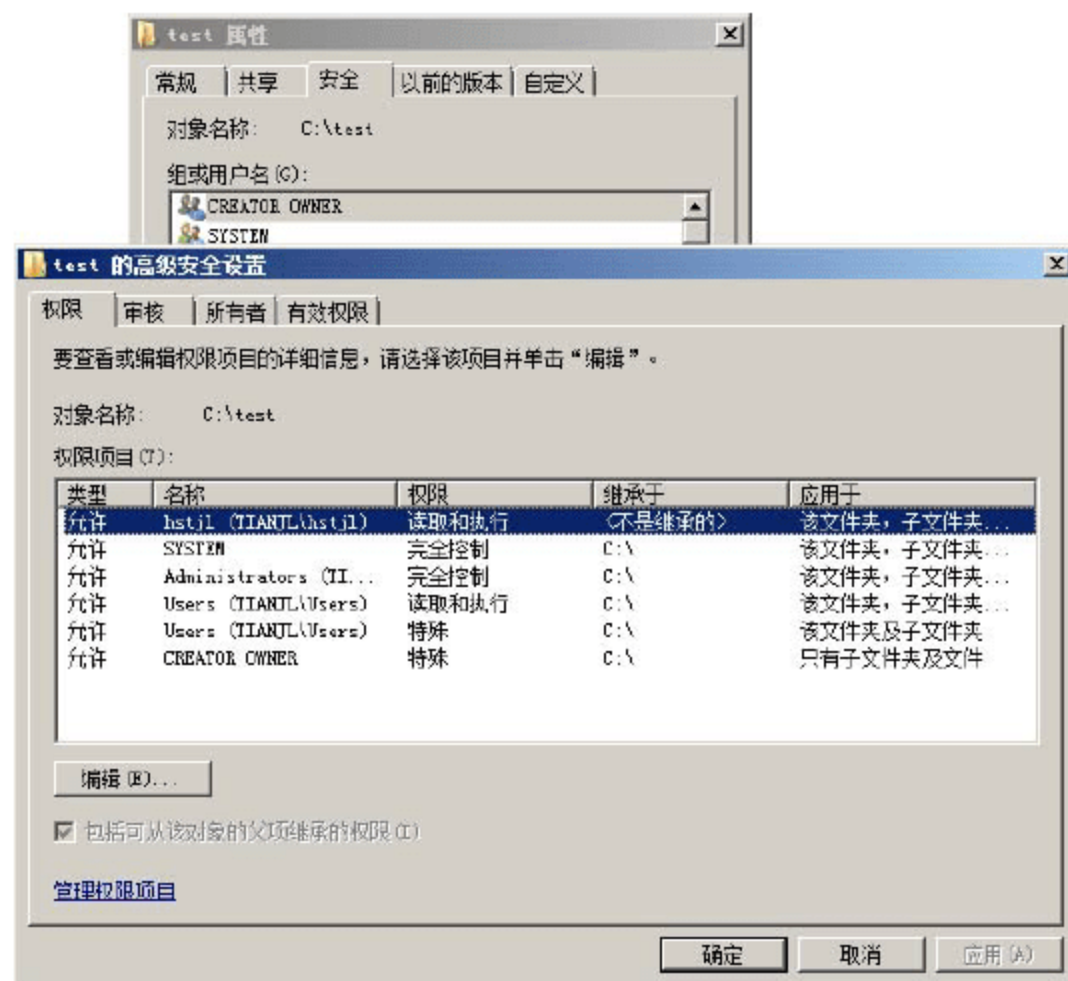 test 属性
常规 共享 安全 以前的版本 自定义
对象名称: C:\test
组或用户名(G):
CREATOR OWNER
SYSTEM
test 的高级安全设置
权限 审核 所有者 有效权限
要查看或编辑权限项目的详细信息，请选择该项目并单击“编辑”。
对象名称: C:\test
权限项目(T):
类型 名称 权限 继承于 应用于
允许 hstjl (TIANJL\hstjl) 读取和执行 <不是继承的> 该文件夹，子文件夹...
允许 SYSTEM 完全控制 C:\ 该文件夹，子文件夹...
允许 Administrators (TI... 完全控制 C:\ 该文件夹，子文件夹...
允许 Users (TIANJL\Users) 读取和执行 C:\ 该文件夹，子文件夹...
允许 Users (TIANJL\Users) 特殊 C:\ 该文件夹及子文件夹
允许 CREATOR OWNER 特殊 C:\ 只有子文件夹及文件
编辑(E)...
包括可从该对象的父项继承的权限(I)
管理权限项目
确定 取消 应用(A)